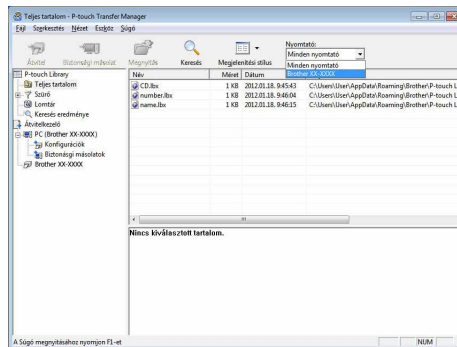 Teljes tartalom - P-touch Transfer Manager
Fájl Szerkesztés Nézet Eszköz Súgó
Nyomtató:
Minden nyomtató
Átvitel Biztonsági másolat Megnyitás Keresés Megjelenítési stílus
Minden nyomtató
Brother XX-XXXX
P-touch Library
Teljes tartalom
Szűrő
Lomtár
Keresés eredménye
Átvitelkezelő
PC (Brother XX-XXXX)
Konfigurációk
Biztonásgi másolatok
Brother XX-XXXX
Név Méret Dátum
CD.lbx 1 KB 2012.01.18. 9:45:43 C:\Users\User\AppData\Roaming\Brother\P-touch L
number.lbx 1 KB 2012.01.18. 9:46:04 C:\Users\User\AppData\Roaming\Brother\P-touch L
name.lbx 1 KB 2012.01.18. 9:46:15 C:\Users\User\AppData\Roaming\Brother\P-touch L
Nincs kiválasztott tartalom.
A Súgó megnyitásához nyomjon F1-et NUM